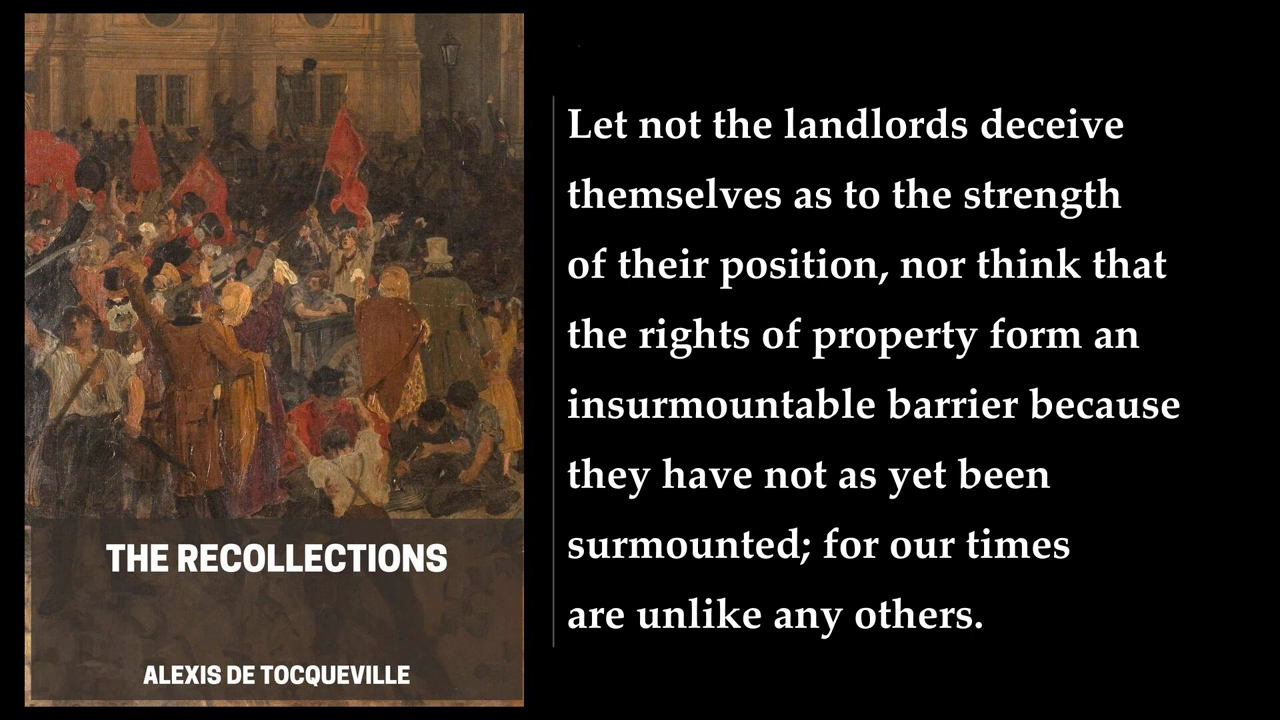 THE RECOLLECTIONS
ALEXIS DE TOCQUEVILLE
Let not the landlords deceive
themselves as to the strength
of their position, nor think that
the rights of property form an
insurmountable barrier because
they have not as yet been
surmounted; for our times
are unlike any others.